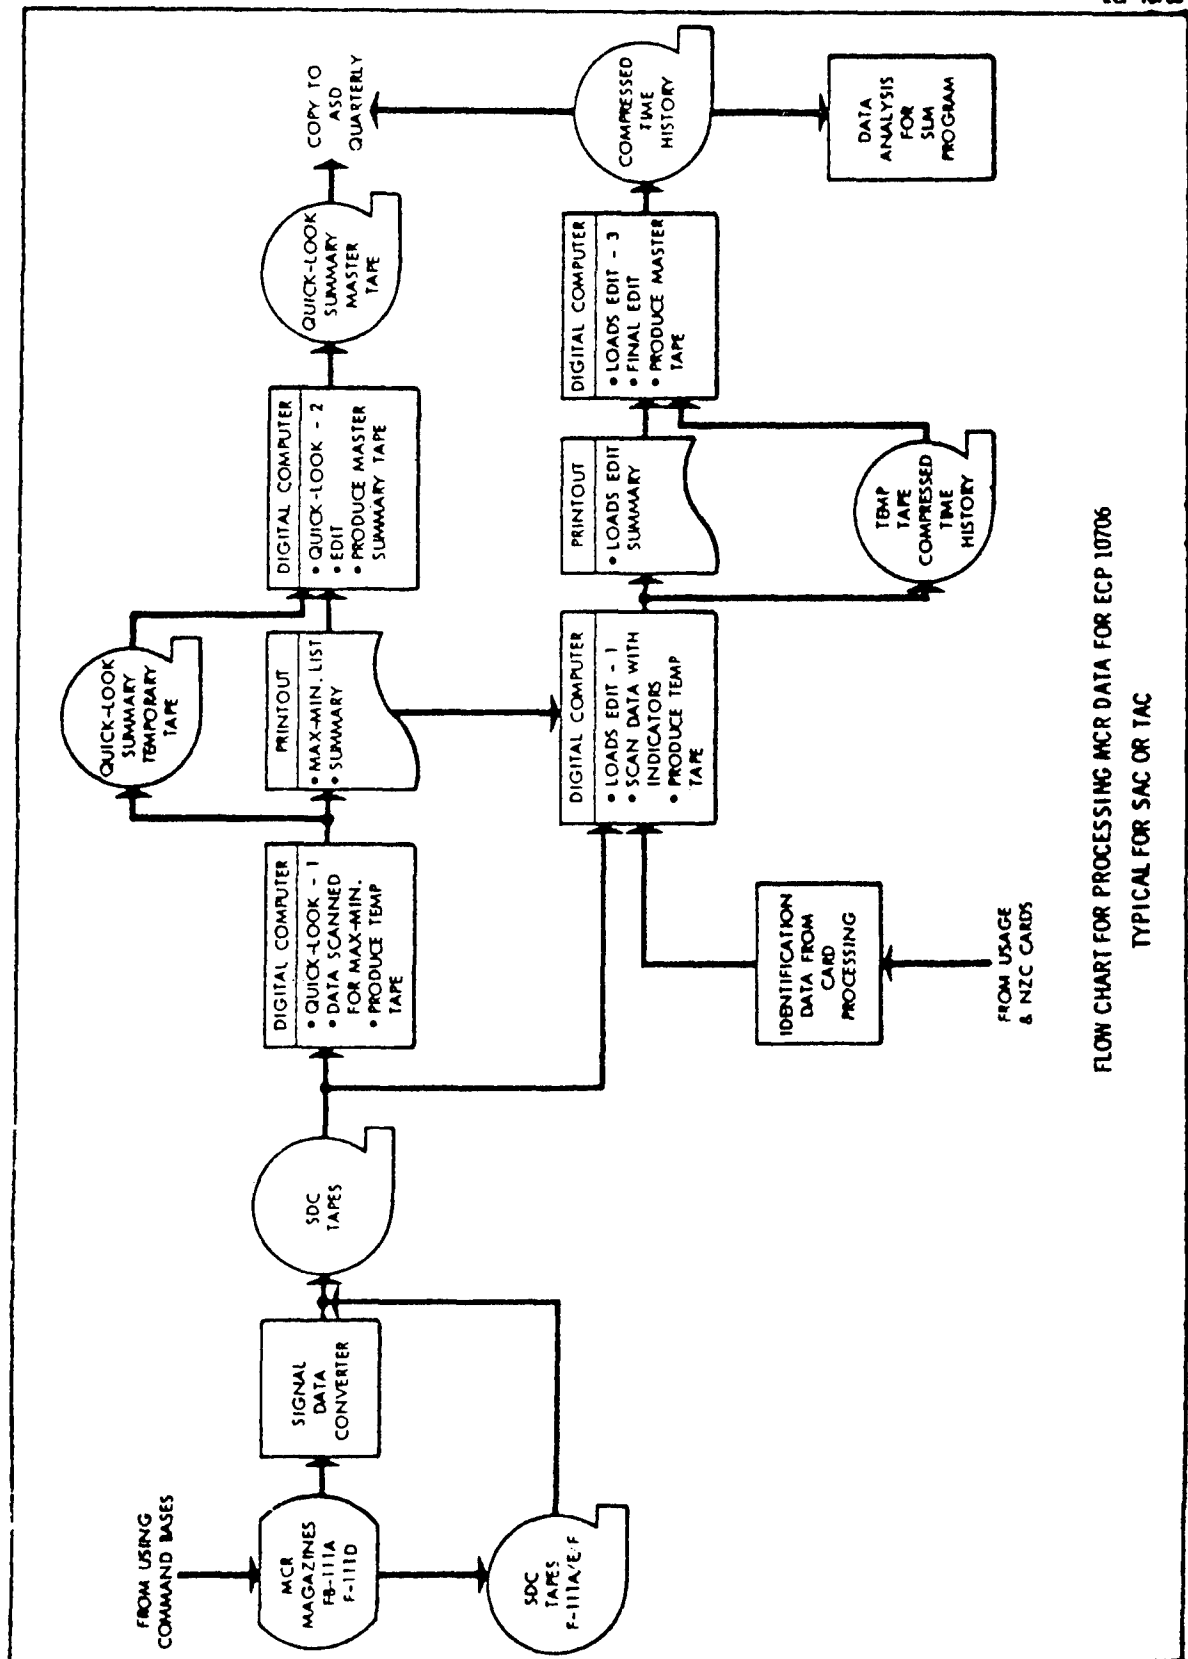 FROM USING
COMMAND BASES
MCR
MAGAZINES
FB-111A
F-111D
SDC
TAPES
F-111A/E/F
SIGNAL
DATA
CONVERTER
SDC
TAPES
DIGITAL COMPUTER
• QUICK-LOOK - 1
• DATA SCANNED
FOR MAX-MIN.
• PRODUCE TEMP
TAPE
QUICK-LOOK
SUMMARY
TEMPORARY
TAPE
PRINTOUT
• MAX-MIN. LIST
• SUMMARY
DIGITAL COMPUTER
• QUICK-LOOK - 2
• EDIT
• PRODUCE MASTER
SUMMARY TAPE
QUICK-LOOK
SUMMARY
MASTER
TAPE
COPY TO
ASD
QUARTERLY
FROM USAGE
& NZC CARDS
IDENTIFICATION
DATA FROM
CARD
PROCESSING
DIGITAL COMPUTER
• LOADS EDIT - 1
• SCAN DATA WITH
INDICATORS
• PRODUCE TEMP
TAPE
PRINTOUT
• LOADS EDIT
SUMMARY
TEMP
TAPE
COMPRESSED
TIME
HISTORY
DIGITAL COMPUTER
• LOADS EDIT - 3
• FINAL EDIT
• PRODUCE MASTER
TAPE
COMPRESSED
TIME
HISTORY
DATA
ANALYSIS
FOR
SLM
PROGRAM
FLOW CHART FOR PROCESSING MCR DATA FOR ECP 10706
TYPICAL FOR SAC OR TAC